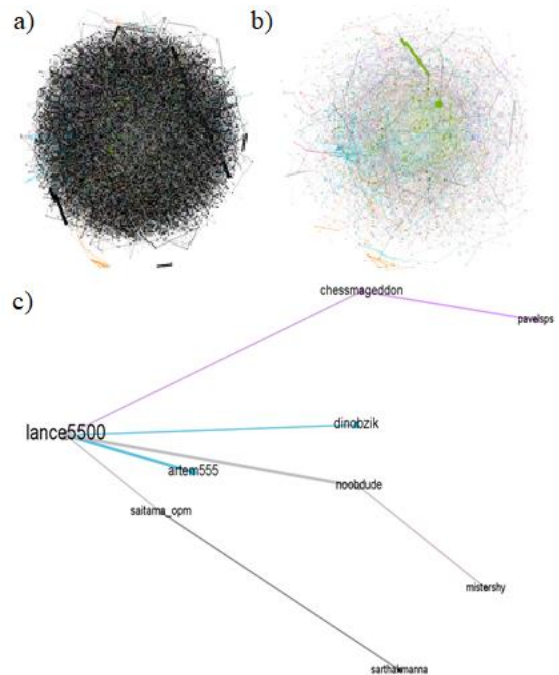 a)
b)
c)
chessmageddon
pavelsps
lance5500
dinobzik
artem555
noobdude
saitama_opm
mistershy
sarthakmanna